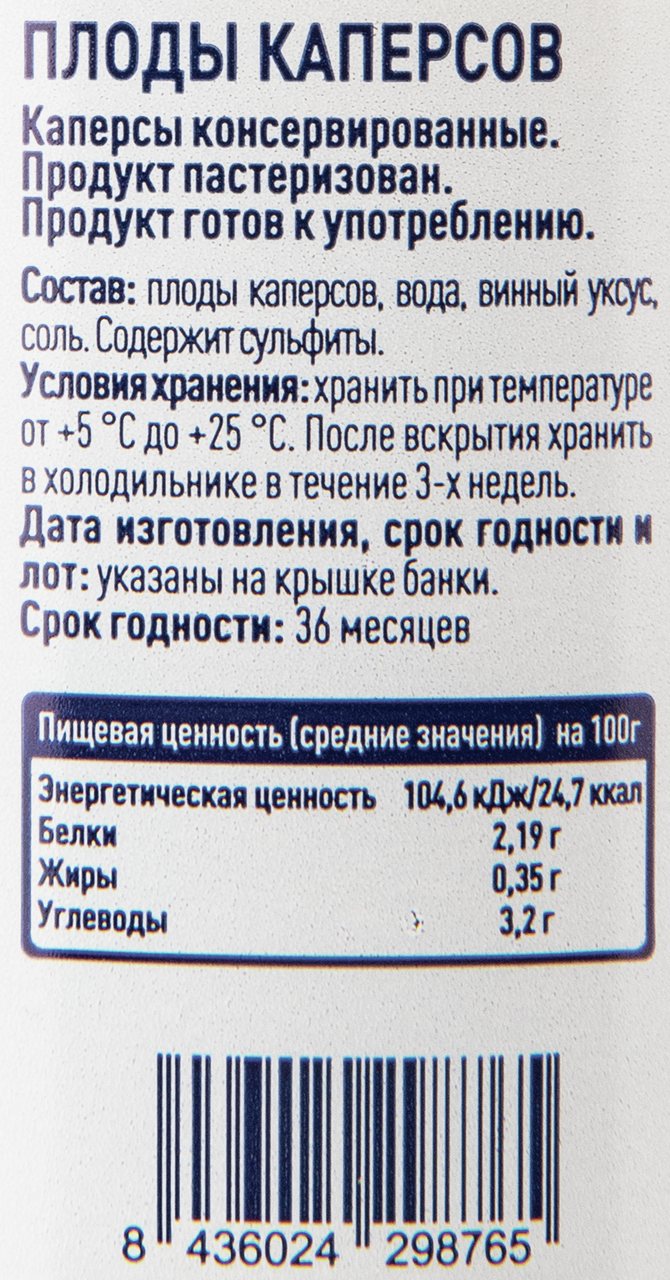 ПЛОДЫ КАПЕРСОВ
Каперсы консервированные.
Продукт пастеризован.
Продукт готов к употреблению.
Состав: плоды каперсов, вода, винный уксус,
соль. Содержит сульфиты.
Условия хранения: хранить при температуре
от +5 °C до +25 °C. После вскрытия хранить
в холодильнике в течение 3-х недель.
Дата изготовления, срок годности и
лот: указаны на крышке банки.
Срок годности: 36 месяцев
Пищевая ценность (средние значения) на 100г
Энергетическая ценность 104,6 кДж/24,7 ккал
Белки 2,19 г
Жиры 0,35 г
Углеводы 3,2 г
8 436024 298765